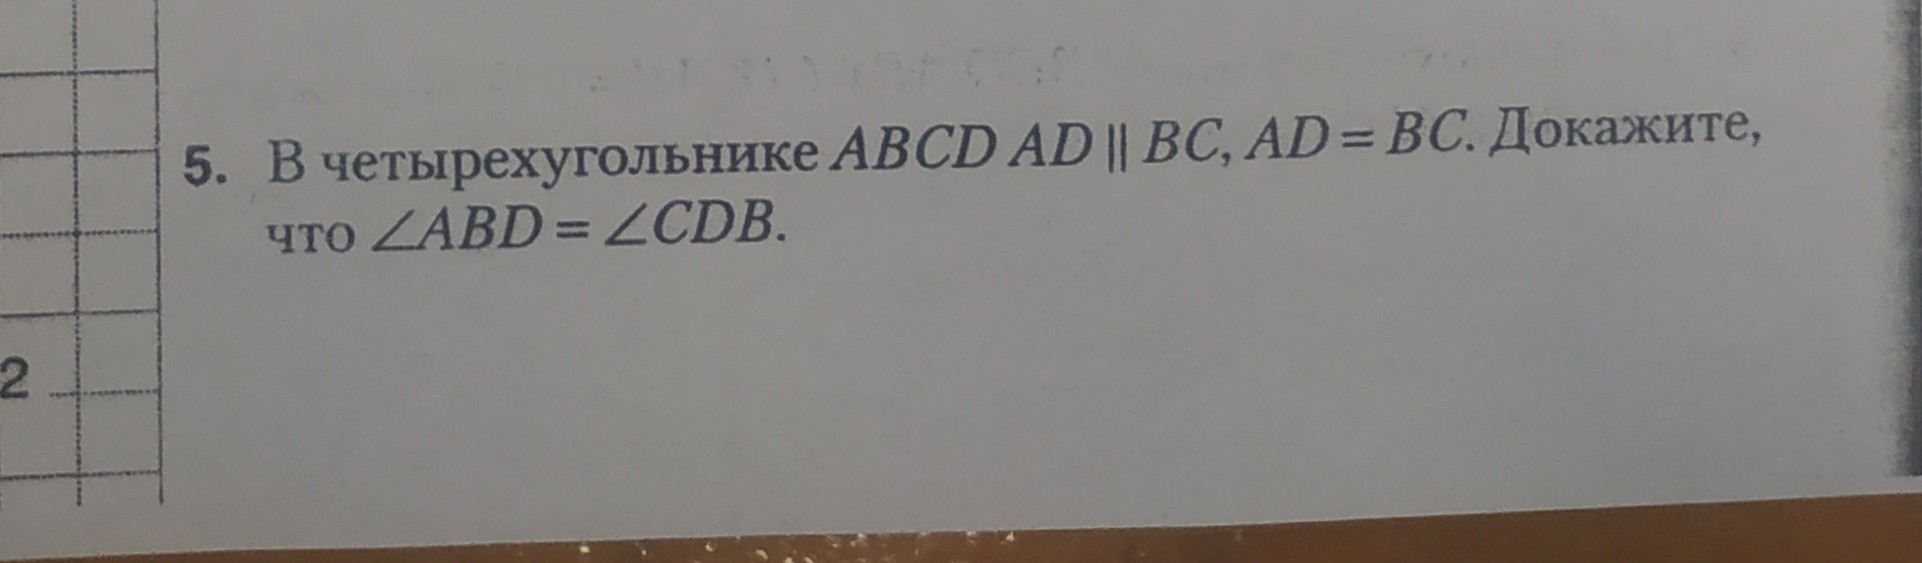 5. В четырехугольнике ABCD AD || BC, AD = BC. Докажите,
что ∠ABD = ∠CDB.
2